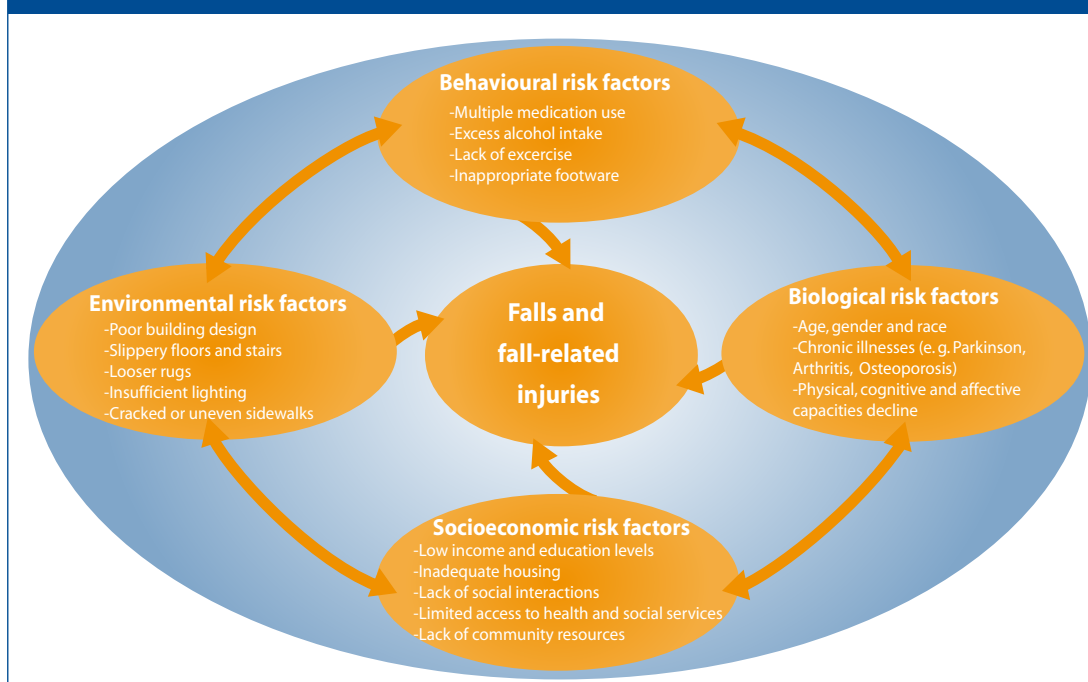 Behavioural risk factors
-Multiple medication use
-Excess alcohol intake
-Lack of excercise
-Inappropriate footware
Environmental risk factors
-Poor building design
-Slippery floors and stairs
-Looser rugs
-Insufficient lighting
-Cracked or uneven sidewalks
Falls and
fall-related
injuries
Biological risk factors
-Age, gender and race
-Chronic illnesses (e. g. Parkinson,
Arthritis, Osteoporosis)
-Physical, cognitive and affective
capacities decline
Socioeconomic risk factors
-Low income and education levels
-Inadequate housing
-Lack of social interactions
-Limited access to health and social services
-Lack of community resources